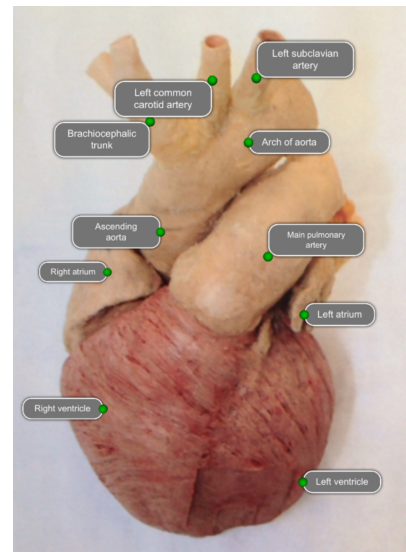 Left subclavian
artery
Left common
carotid artery
Brachiocephalic
trunk
Arch of aorta
Ascending
aorta
Main pulmonary
artery
Right atrium
Left atrium
Right ventricle
Left ventricle